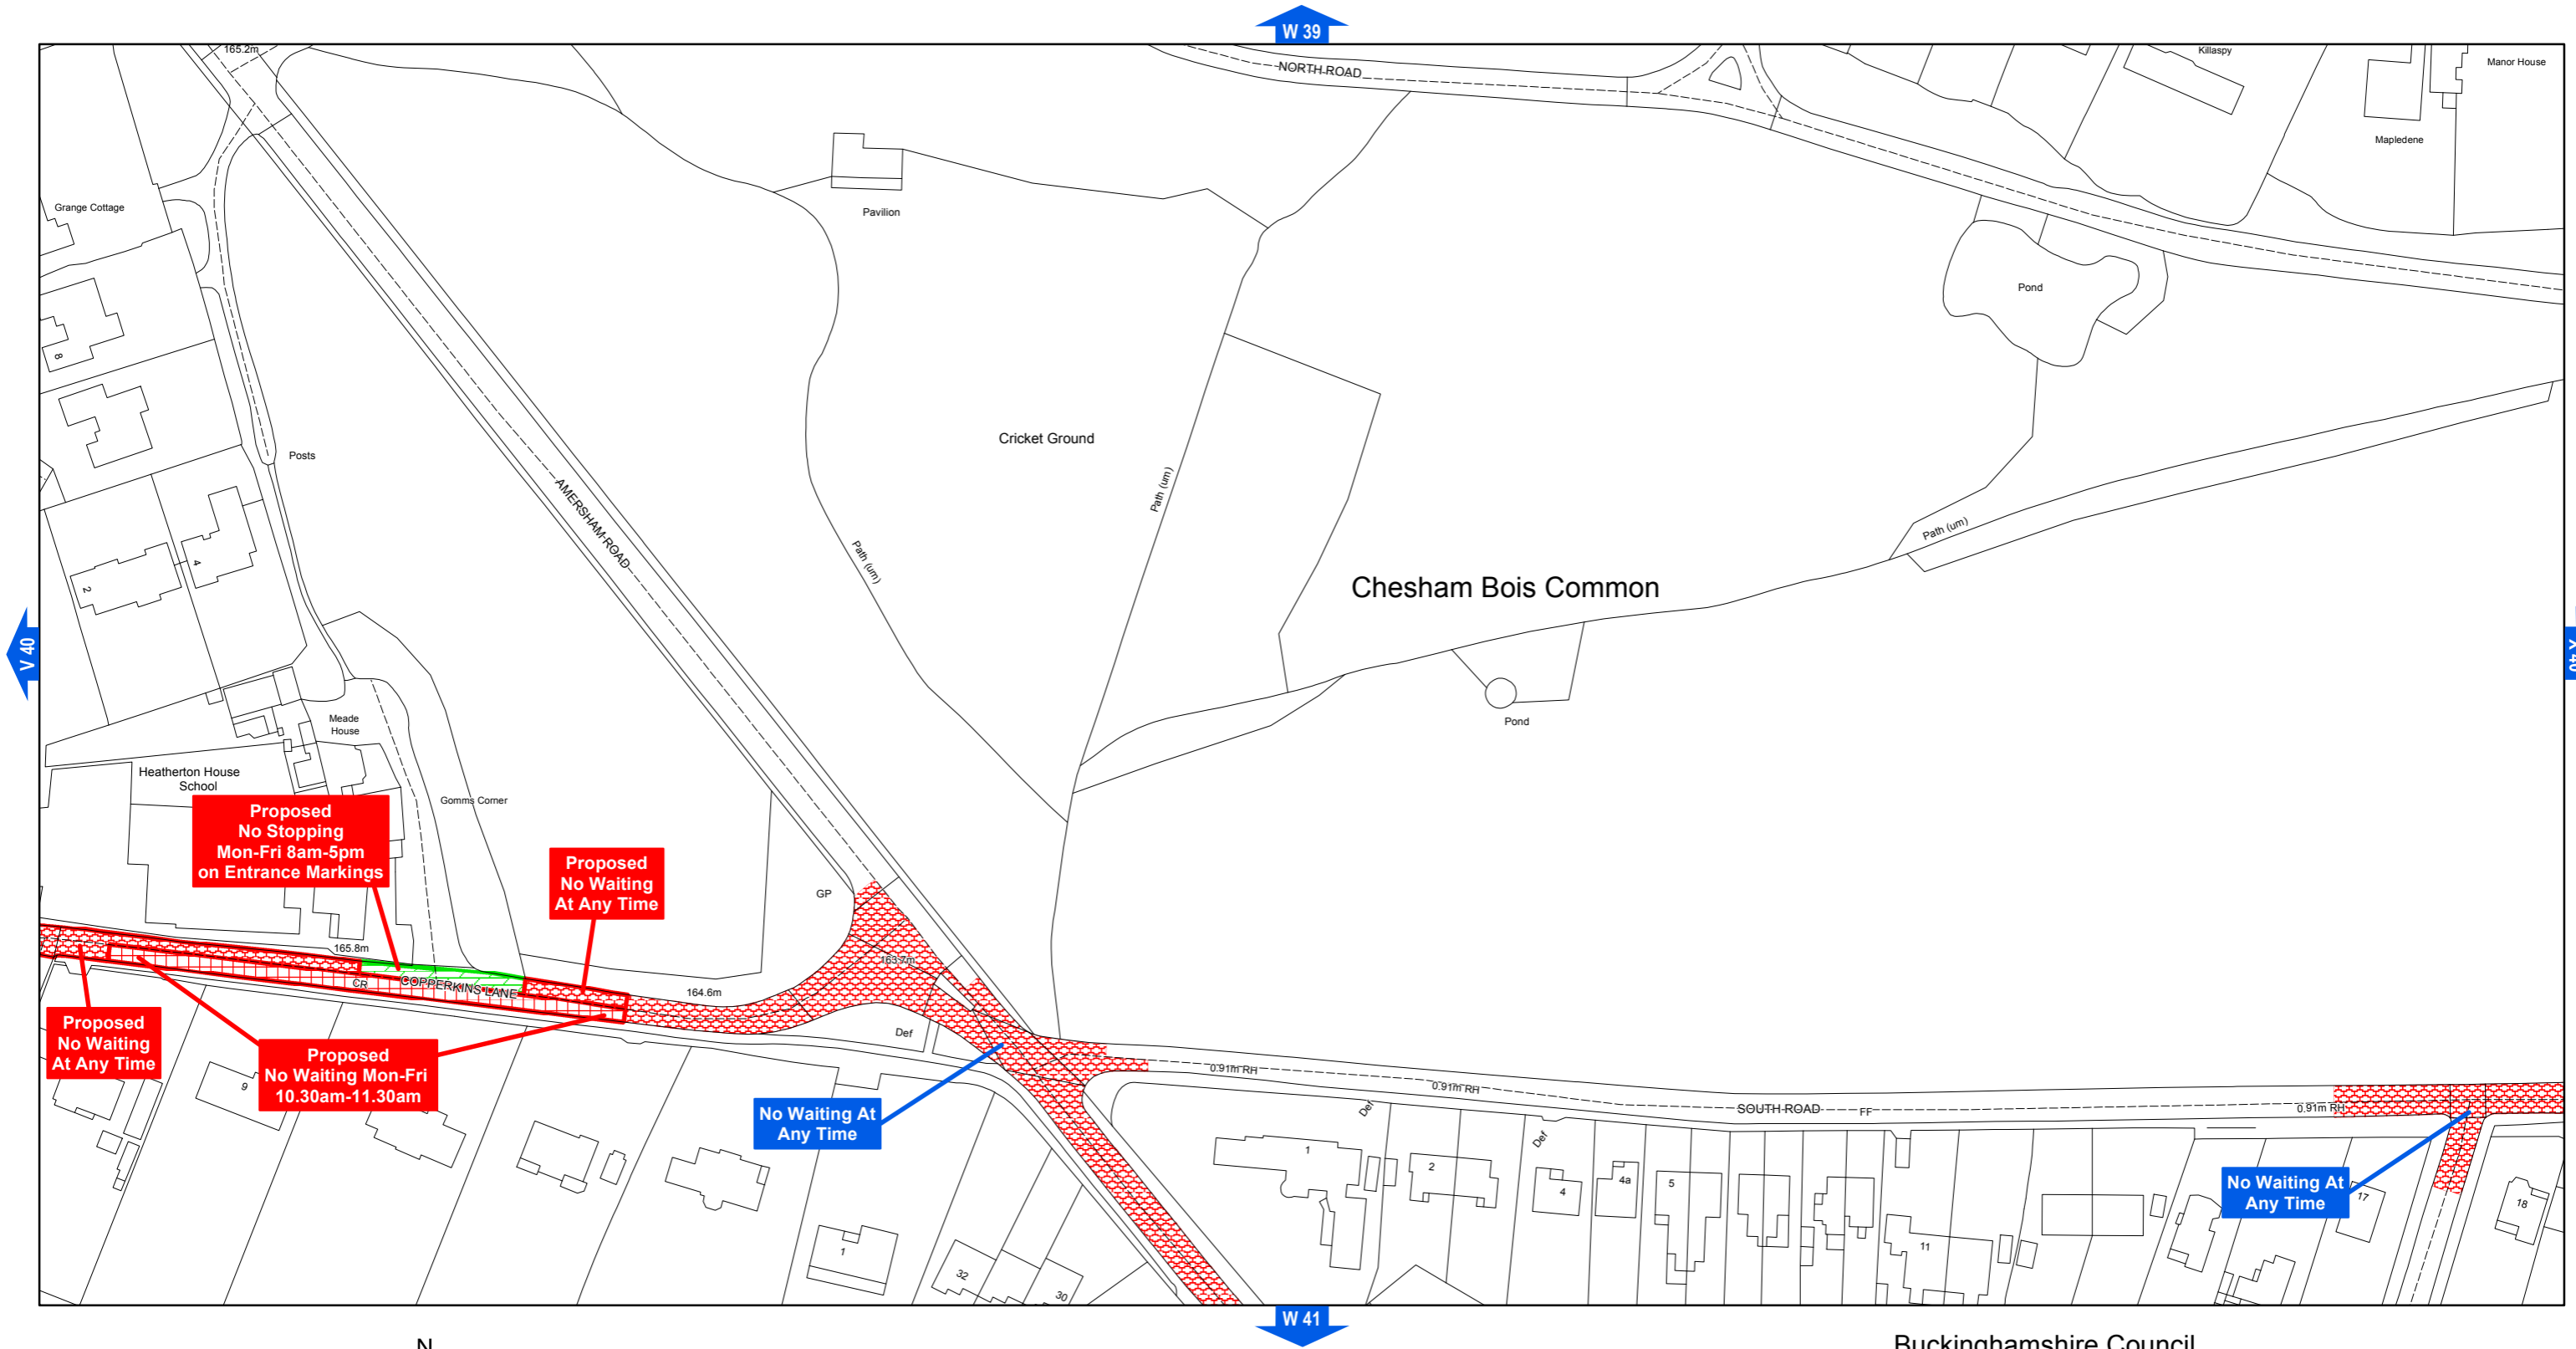 W 39
165.2m
NORTH ROAD
Killaspy
Manor House
Mapledene
Grange Cottage
Pavilion
Pond
8
Posts
Cricket Ground
AMERSHAM ROAD
Path (um)
Path (um)
Path (um)
4
2
Chesham Bois Common
V 40
X 40
Pond
Meade
House
Heatherton House
School
Gomms Corner
Proposed
No Stopping
Mon-Fri 8am-5pm
on Entrance Markings
Proposed
No Waiting
At Any Time
GP
165.8m
163.7m
CR
COPPERKINS LANE
164.6m
Def
Proposed
No Waiting
At Any Time
Proposed
No Waiting Mon-Fri
10.30am-11.30am
9
No Waiting At
Any Time
0.91m RH
0.91m RH
Def
SOUTH ROAD
FF
0.91m RH
Def
1
2
4
4a
5
No Waiting At
Any Time
17
18
1
32
30
11
W 41
N
Buckinghamshire Council